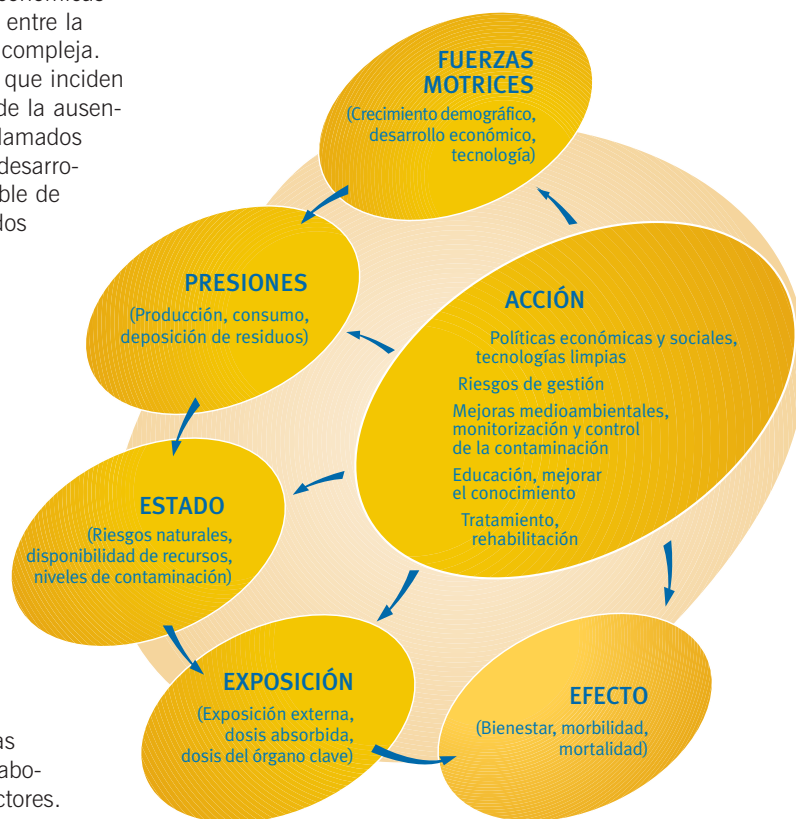 onómicas
entre la
compleja.
que inciden
de la ausen-
lamados
desarro-
ble de
dos
as
abo-
ctores.
FUERZAS
MOTRICES
(Crecimiento demográfico,
desarrollo económico,
tecnología)
PRESIONES
(Producción, consumo,
deposición de residuos)
ACCIÓN
Políticas económicas y sociales,
tecnologías limpias
Riesgos de gestión
Mejoras medioambientales,
monitorización y control
de la contaminación
Educación, mejorar
el conocimiento
Tratamiento,
rehabilitación
ESTADO
(Riesgos naturales,
disponibilidad de recursos,
niveles de contaminación)
EXPOSICIÓN
(Exposición externa,
dosis absorbida,
dosis del órgano clave)
EFECTO
(Bienestar, morbilidad,
mortalidad)